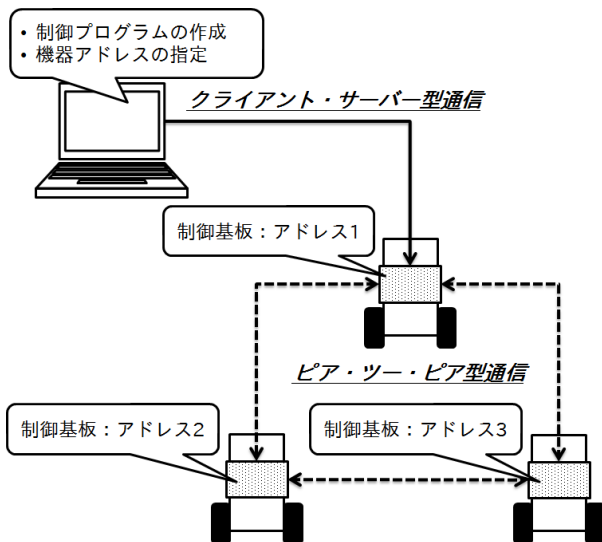 • 制御プログラムの作成
• 機器アドレスの指定
クライアント・サーバー型通信
制御基板：アドレス1
ピア・ツー・ピア型通信
制御基板：アドレス2
制御基板：アドレス3